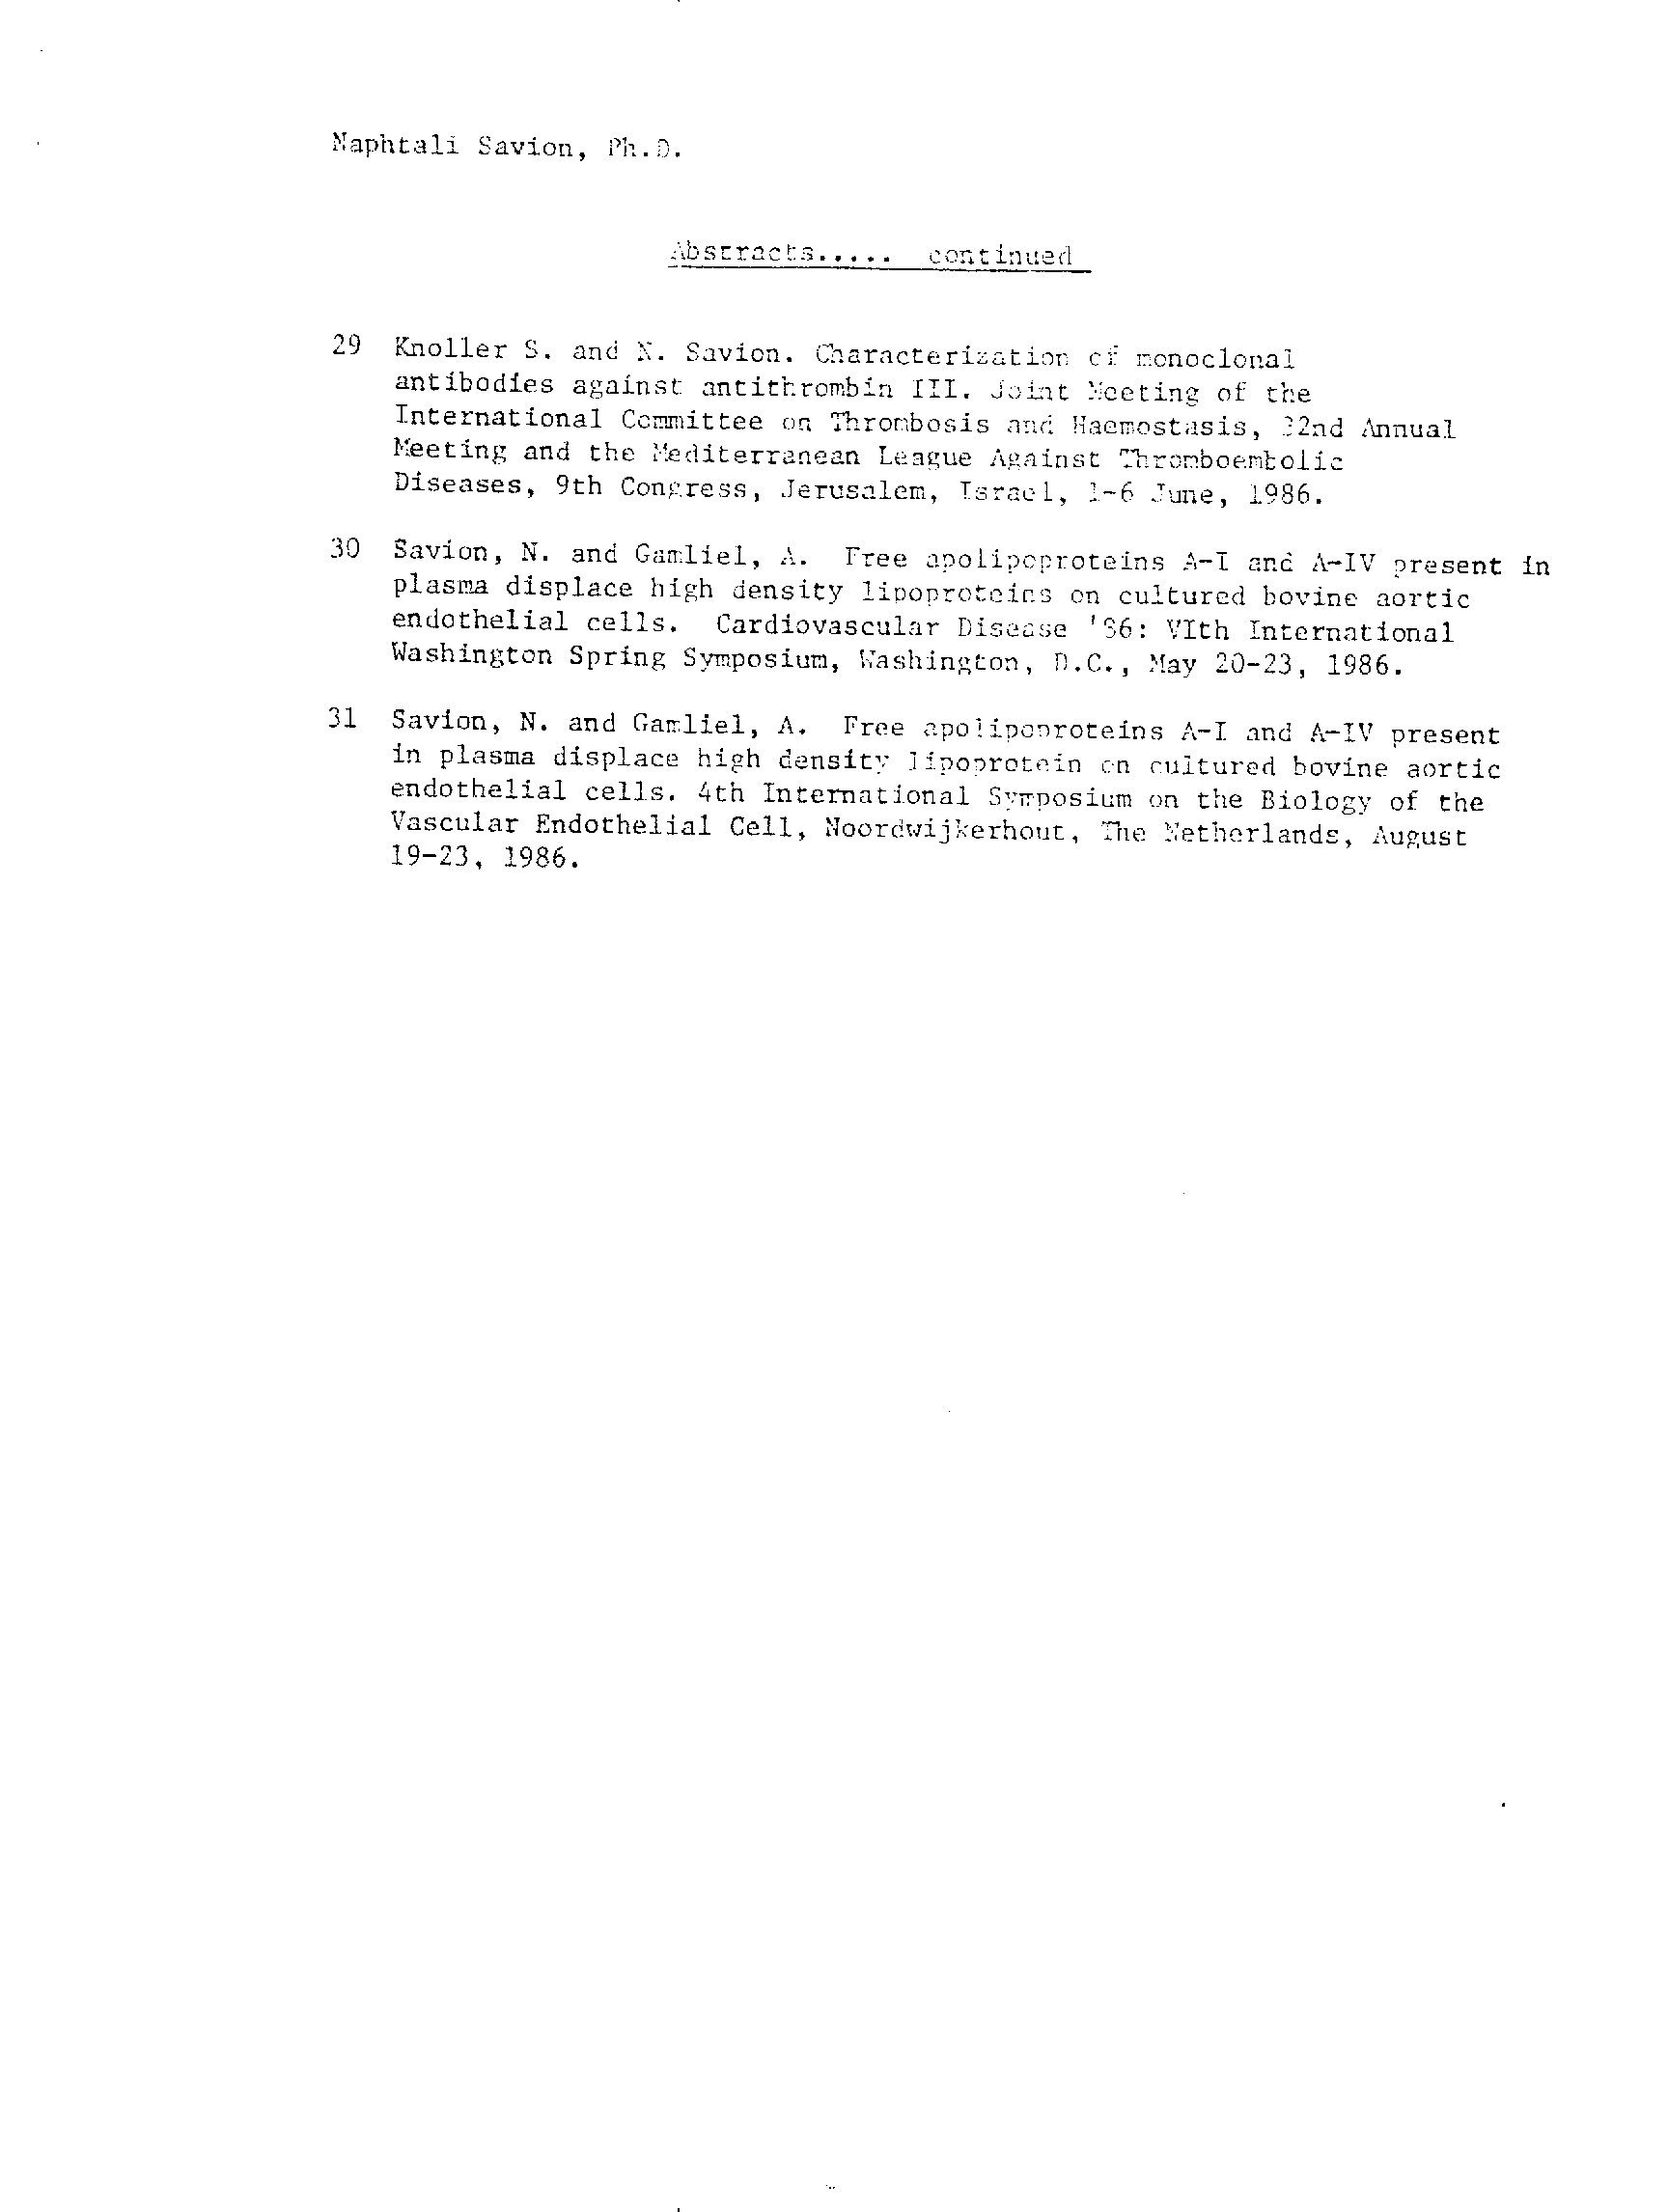 Naphtali Savion, Ph.D.
Abstracts..... continued
29 Knoller S. and N. Savion. Characterization of monoclonal
antibodies against antithrombin III. Joint Meeting of the
International Committee on Thrombosis and Haemostasis, 32nd Annual
Meeting and the Mediterranean League Against Thromboembolic
Diseases, 9th Congress, Jerusalem, Israel, 1-6 June, 1986.
30 Savion, N. and Gamliel, A. Free apolipoproteins A-I and A-IV present in
plasma displace high density lipoproteins on cultured bovine aortic
endothelial cells. Cardiovascular Disease '86: VIth International
Washington Spring Symposium, Washington, D.C., May 20-23, 1986.
31 Savion, N. and Gamliel, A. Free apolipoproteins A-I and A-IV present
in plasma displace high density lipoprotein on cultured bovine aortic
endothelial cells. 4th International Symposium on the Biology of the
Vascular Endothelial Cell, Noordwijkerhout, The Netherlands, August
19-23, 1986.